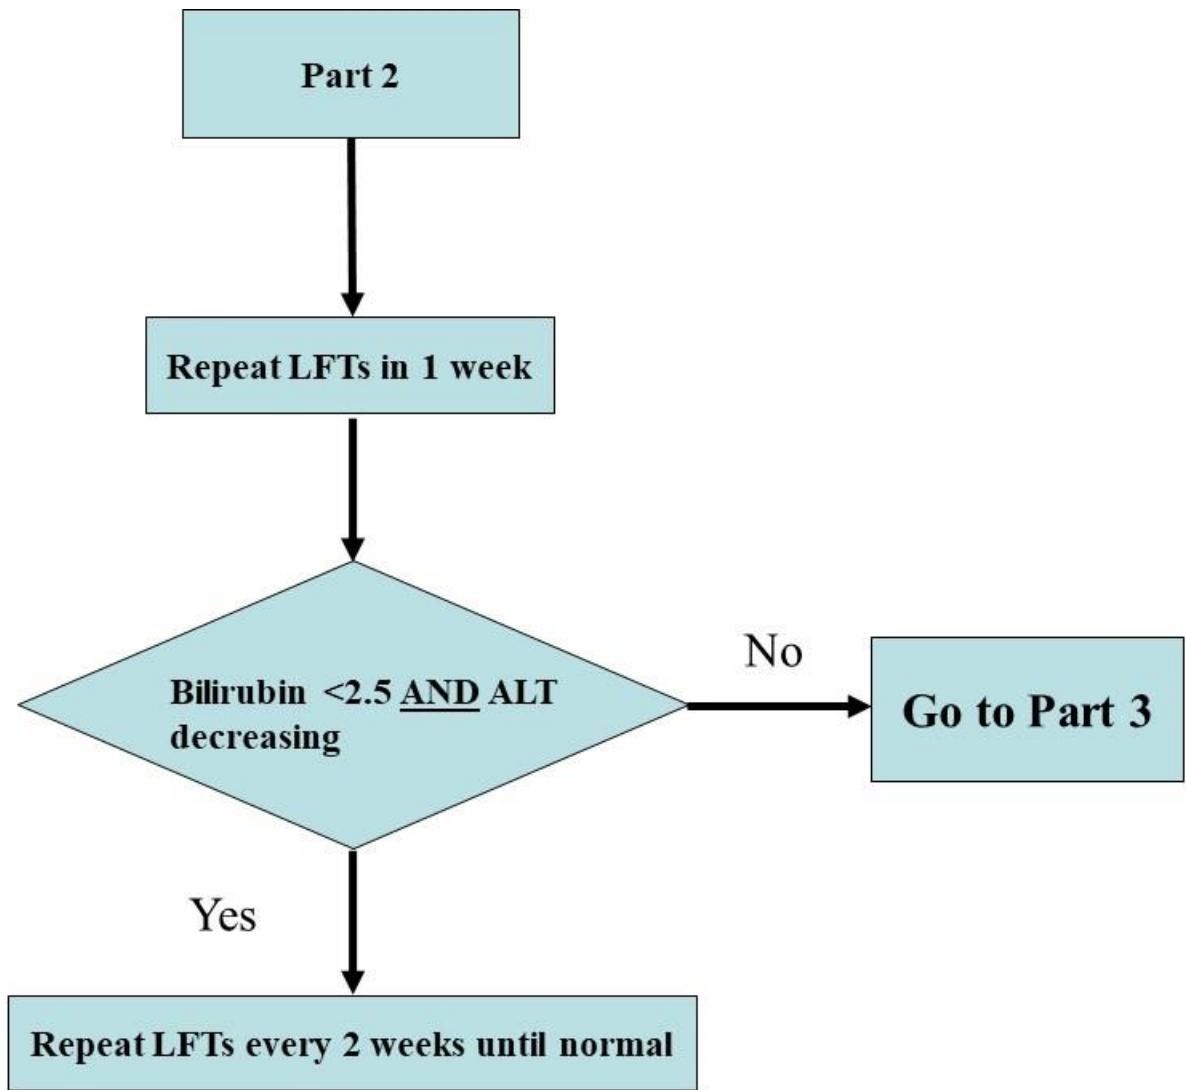 Part 2
Repeat LFTs in 1 week
Bilirubin <2.5 AND ALT
decreasing
No
Go to Part 3
Yes
Repeat LFTs every 2 weeks until normal